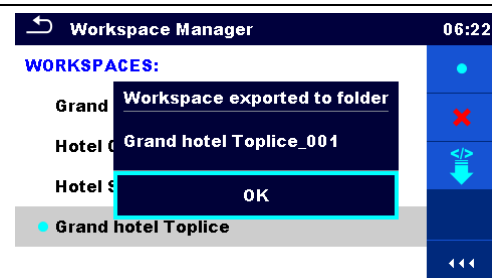 Workspace Manager 06:22
WORKSPACES:
Grand
Workspace exported to folder
Hotel
Grand hotel Toplice_001
Hotel S
OK
Grand hotel Toplice